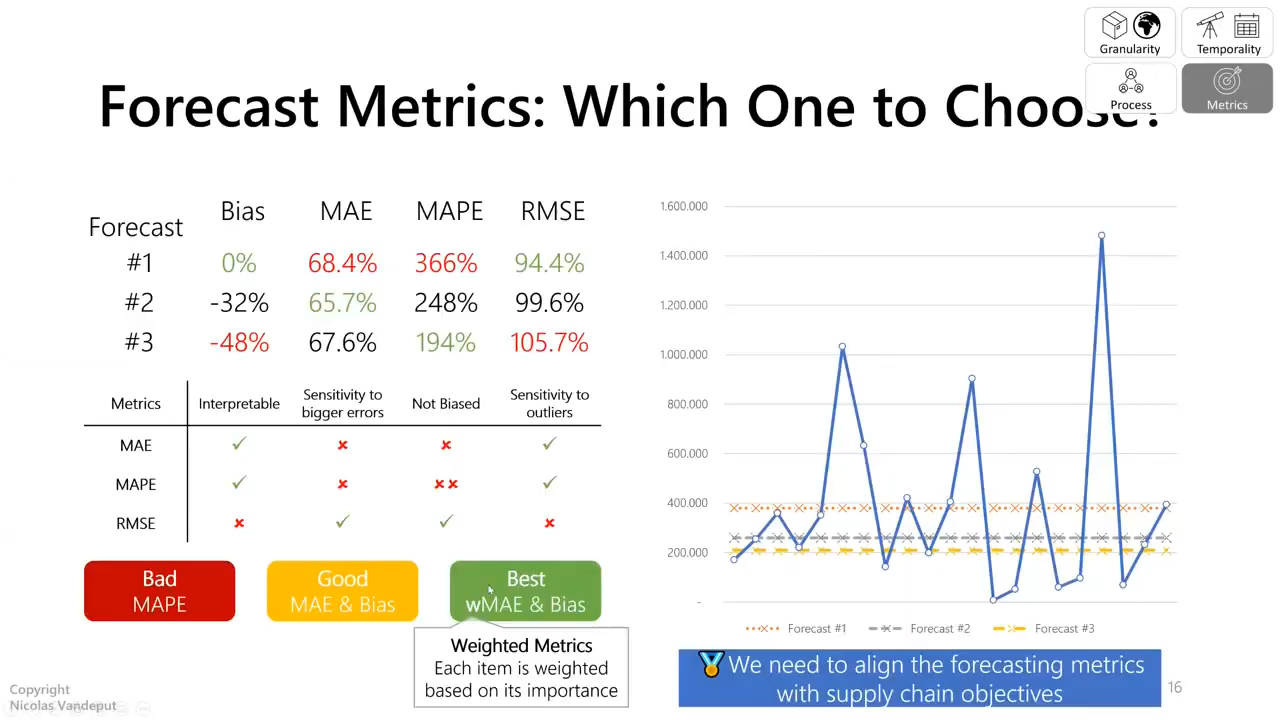 Granularity
Temporality
Process
Metrics
Forecast Metrics: Which One to Choose?
Forecast Bias MAE MAPE RMSE
#1 0% 68.4% 366% 94.4%
#2 -32% 65.7% 248% 99.6%
#3 -48% 67.6% 194% 105.7%
Metrics Interpretable Sensitivity to bigger errors Not Biased Sensitivity to outliers
MAE ✓ ✘ ✘ ✓
MAPE ✓ ✘ ✘✘ ✓
RMSE ✘ ✓ ✓ ✘
Bad
MAPE
Good
MAE & Bias
Best
wMAE & Bias
Weighted Metrics
Each item is weighted
based on its importance
1.600.000
1.400.000
1.200.000
1.000.000
800.000
600.000
400.000
200.000
-
Forecast #1 Forecast #2 Forecast #3
We need to align the forecasting metrics
with supply chain objectives
16
Copyright
Nicolas Vandeput